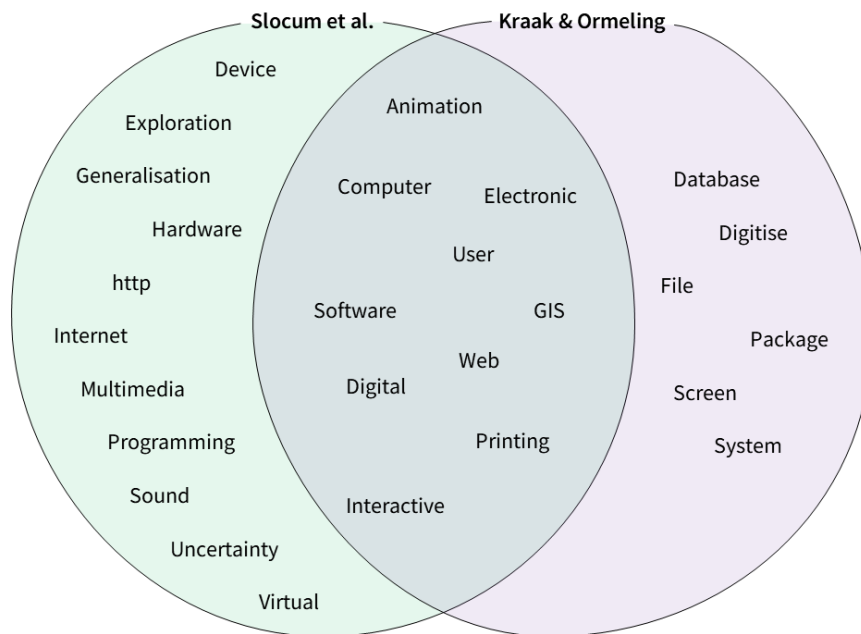 Slocum et al.
Kraak & Ormeling
Device
Exploration
Generalisation
Hardware
http
Internet
Multimedia
Programming
Sound
Uncertainty
Virtual
Animation
Computer
Electronic
User
Software
GIS
Web
Digital
Printing
Interactive
Database
Digitise
File
Package
Screen
System